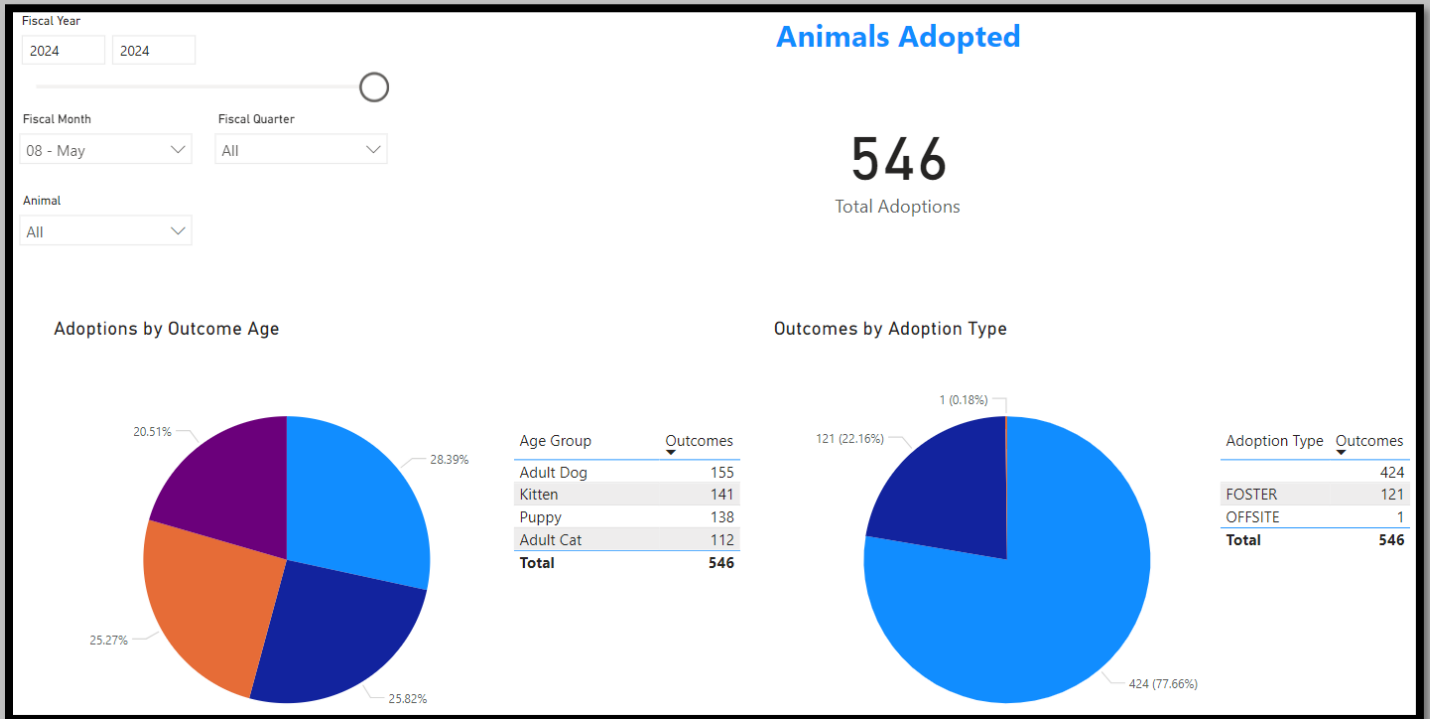 Fiscal Year
2024 2024
Animals Adopted
Fiscal Month Fiscal Quarter
08 - May All
546
Total Adoptions
Animal
All
Adoptions by Outcome Age
20.51%
28.39%
25.27%
25.82%
Age Group Outcomes
Adult Dog 155
Kitten 141
Puppy 138
Adult Cat 112
Total 546
Outcomes by Adoption Type
1 (0.18%)
121 (22.16%)
424 (77.66%)
Adoption Type Outcomes
424
FOSTER 121
OFFSITE 1
Total 546